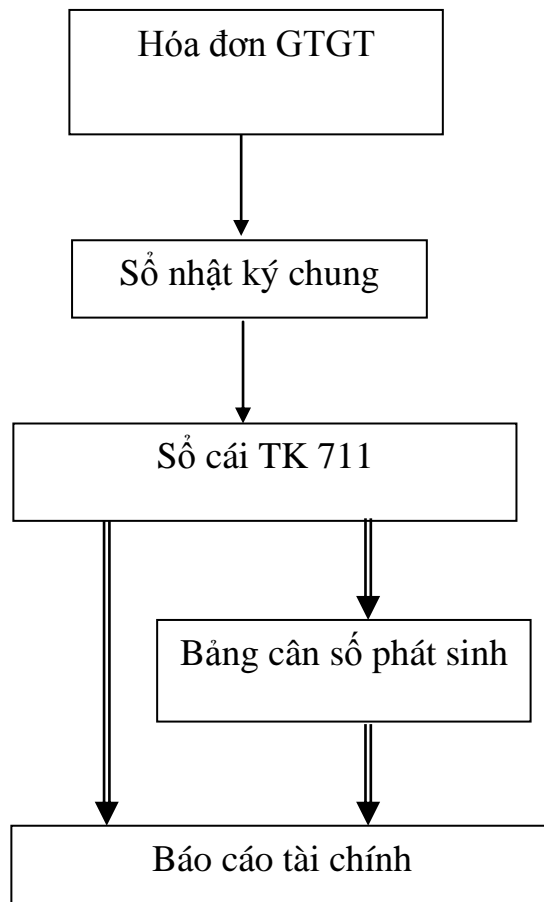 Hóa đơn GTGT
Sổ nhật ký chung
Sổ cái TK 711
Bảng cân số phát sinh
Báo cáo tài chính